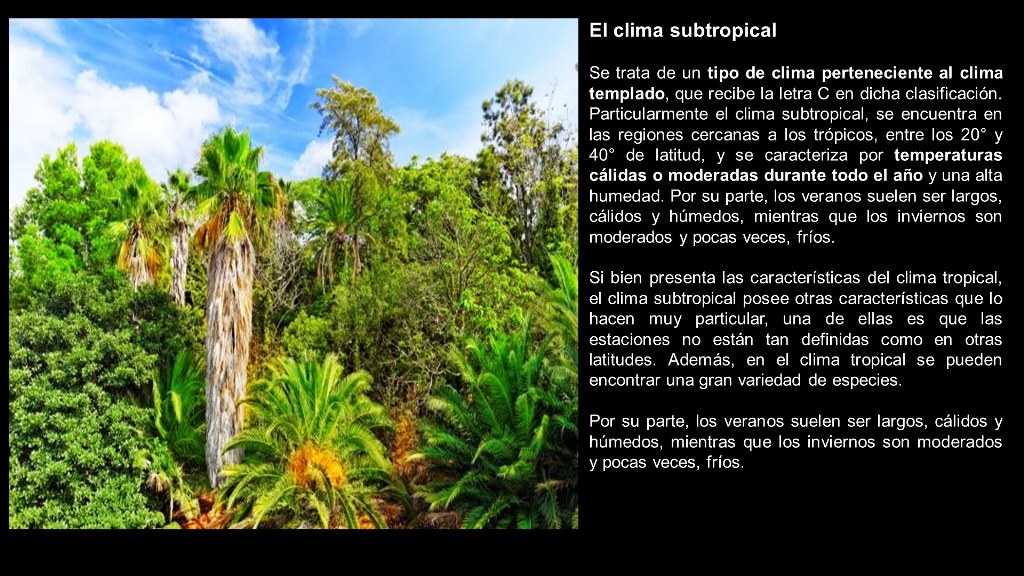 El clima subtropical
Se trata de un tipo de clima perteneciente al clima
templado, que recibe la letra C en dicha clasificación.
Particularmente el clima subtropical, se encuentra en
las regiones cercanas a los trópicos, entre los 20° y
40° de latitud, y se caracteriza por temperaturas
cálidas o moderadas durante todo el año y una alta
humedad. Por su parte, los veranos suelen ser largos,
cálidos y húmedos, mientras que los inviernos son
moderados y pocas veces, fríos.
Si bien presenta las características del clima tropical,
el clima subtropical posee otras características que lo
hacen muy particular, una de ellas es que las
estaciones no están tan definidas como en otras
latitudes. Además, en el clima tropical se pueden
encontrar una gran variedad de especies.
Por su parte, los veranos suelen ser largos, cálidos y
húmedos, mientras que los inviernos son moderados
y pocas veces, fríos.